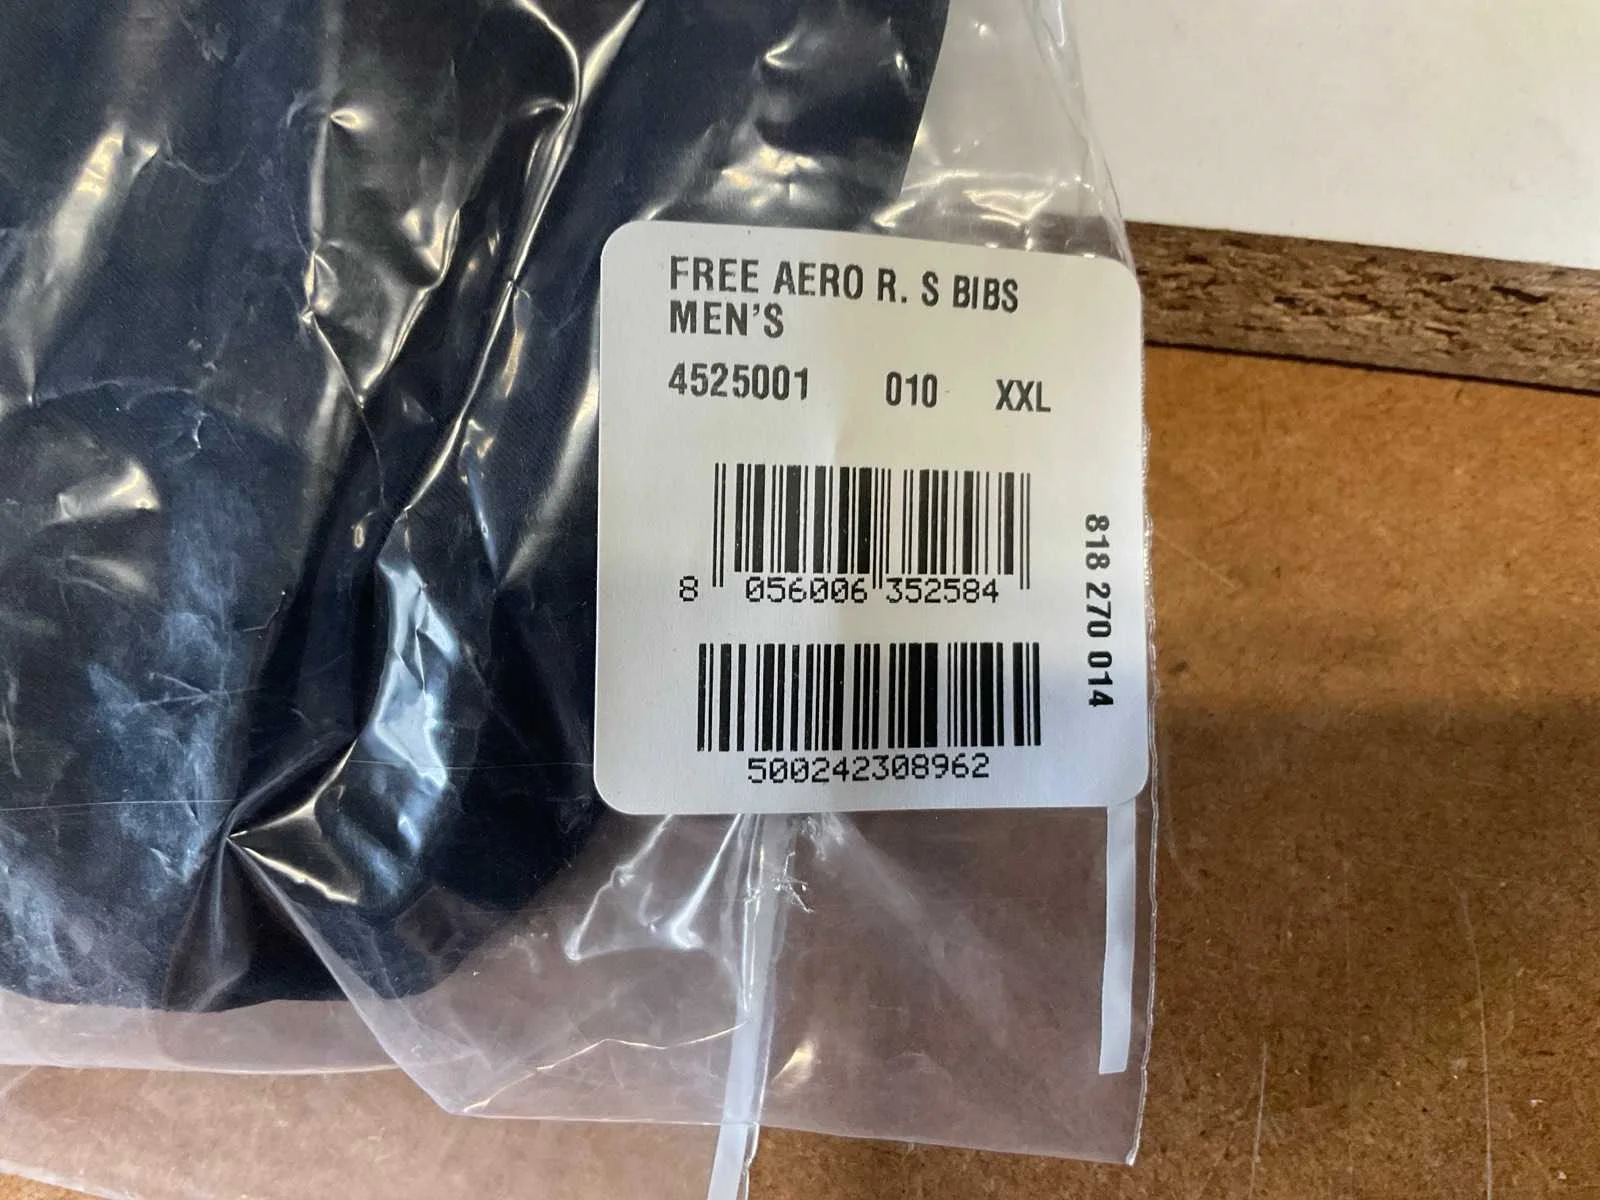 FREE AERO R. S BIBS
MEN'S
4525001 010 XXL
8 056006 352584
500242308962
818 270 014